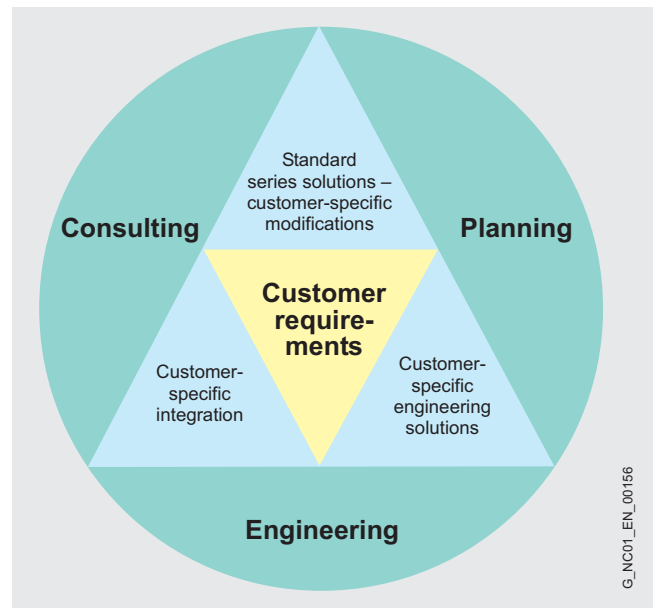 Standard
series solutions –
customer-specific
modifications
Consulting
Planning
Customer
require-
ments
Customer-
specific
integration
Customer-
specific
engineering
solutions
Engineering
G_NC01_EN_00156